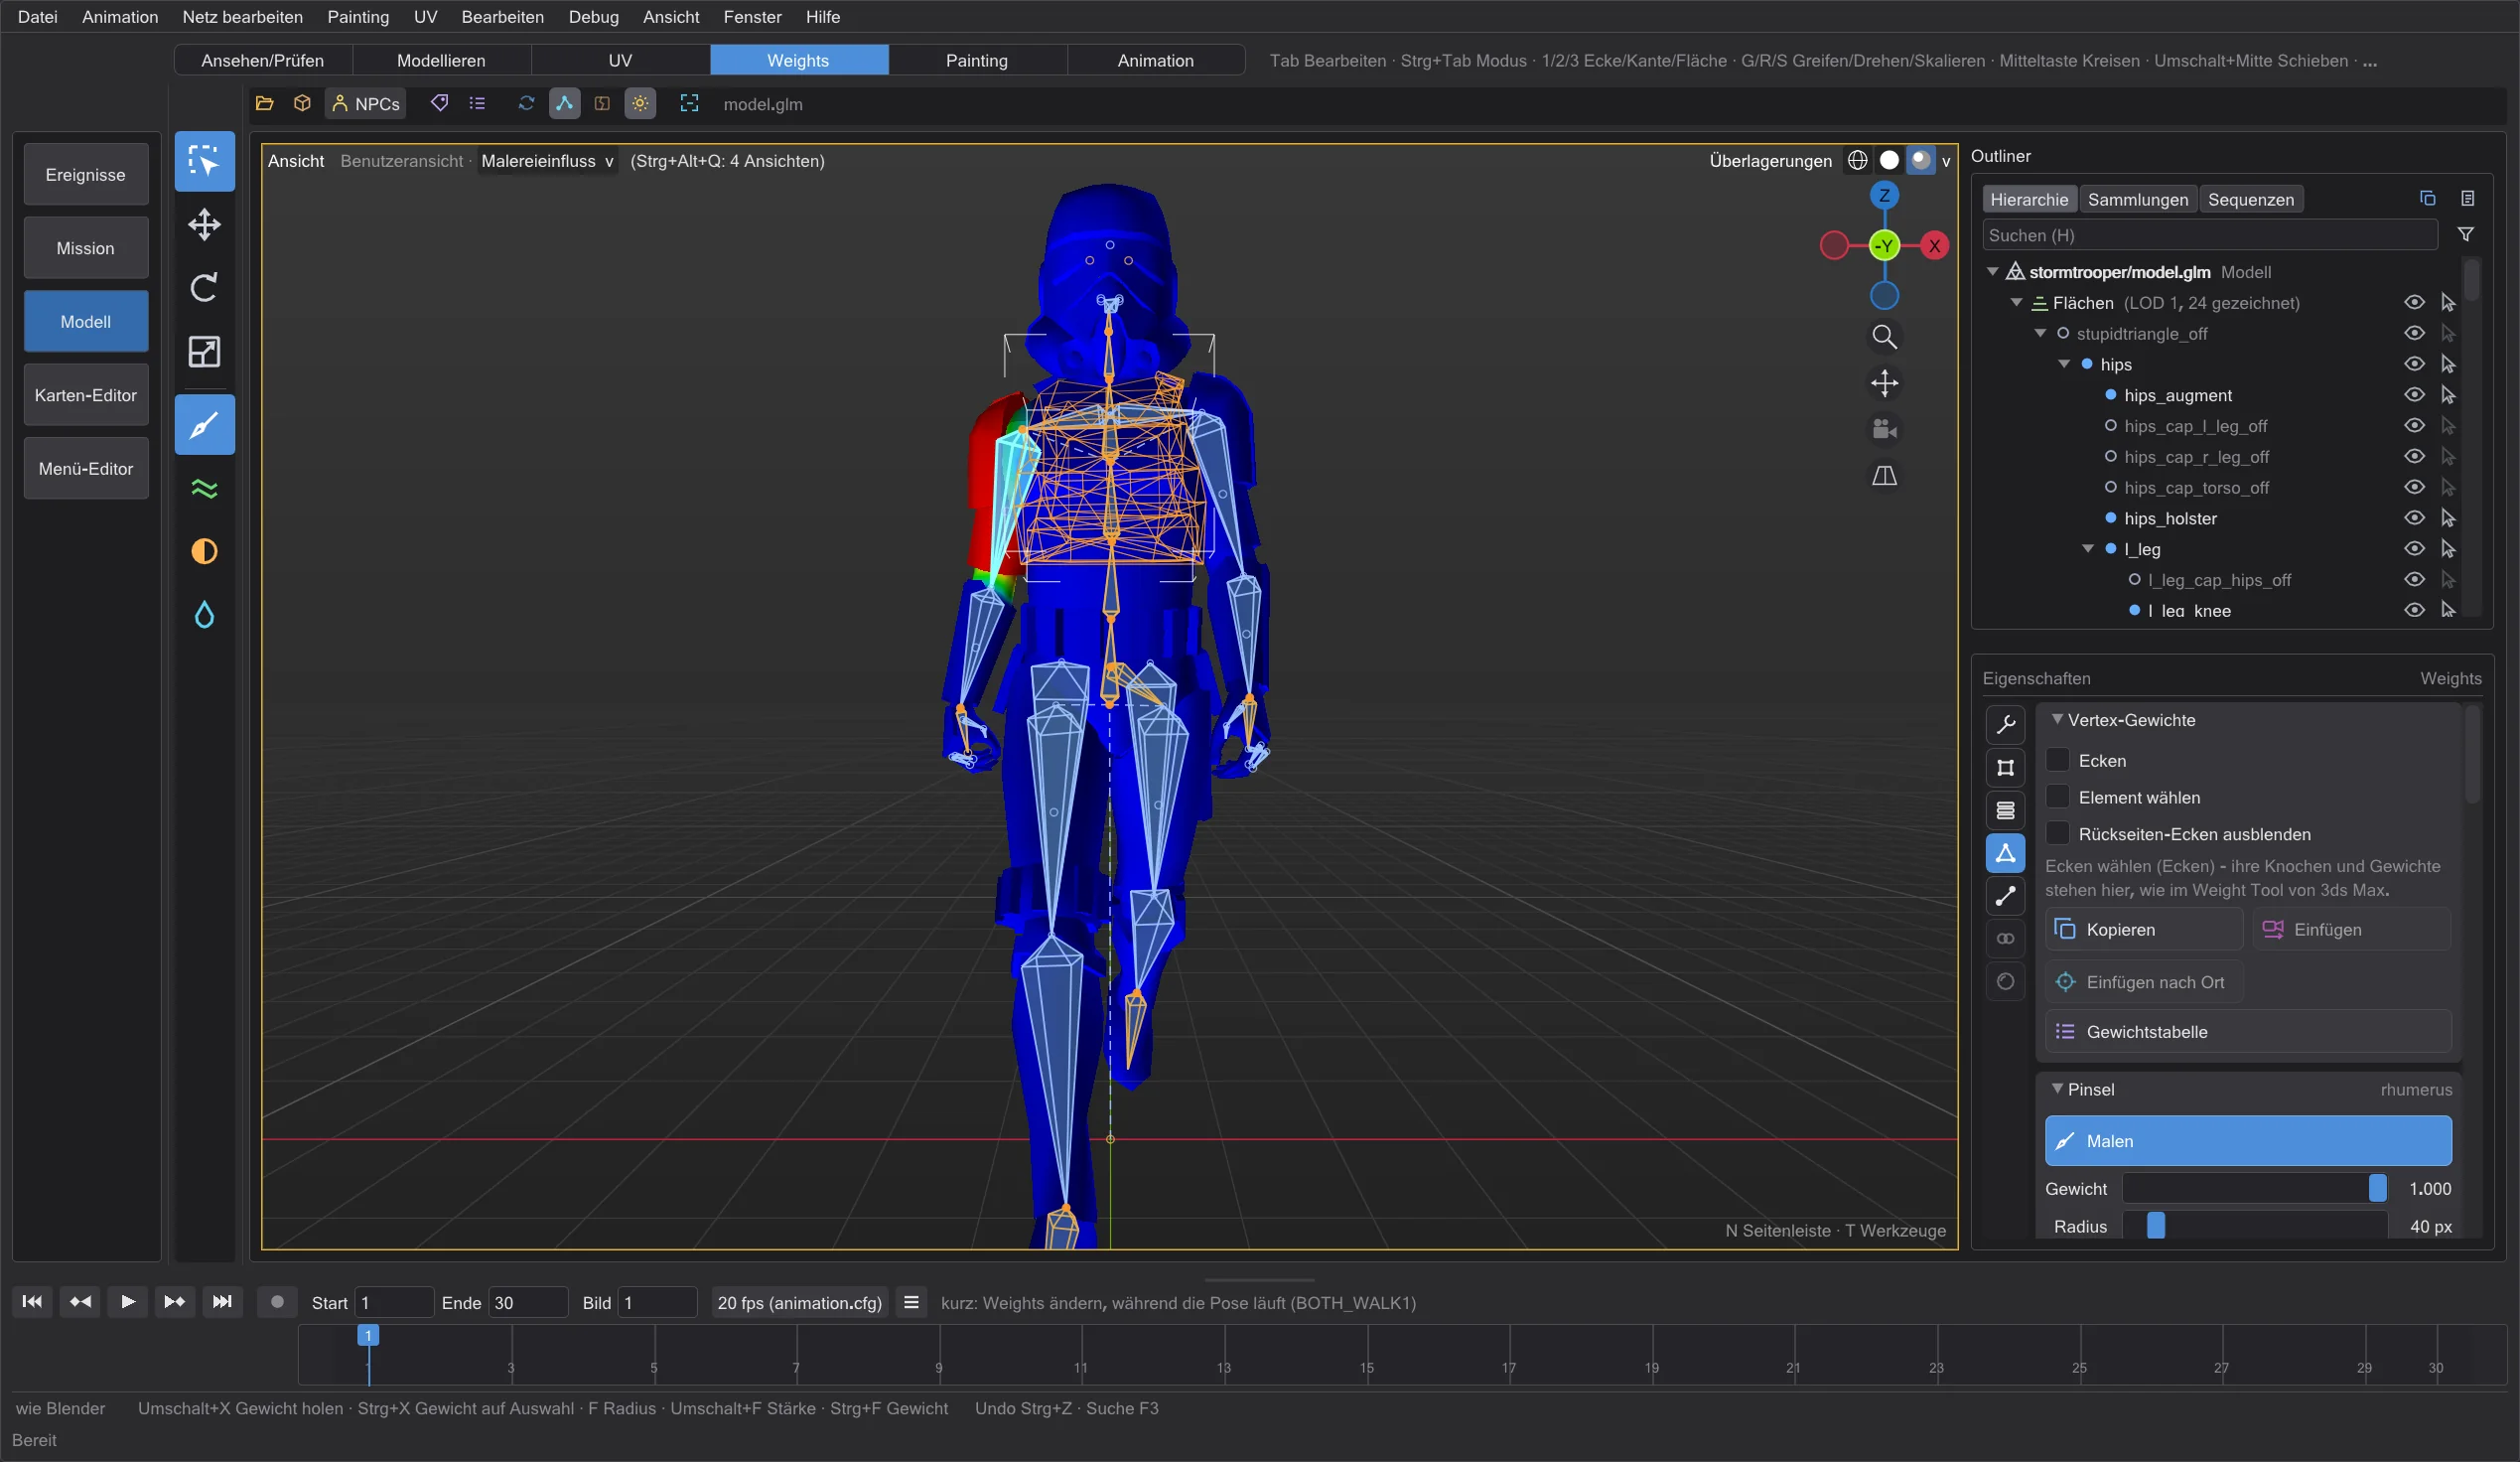 Datei Animation Netz bearbeiten Painting UV Bearbeiten Debug Ansicht Fenster Hilfe
Ansehen/Prüfen Modellieren UV Weights Painting Animation Tab Bearbeiten · Strg+Tab Modus · 1/2/3 Ecke/Kante/Fläche · G/R/S Greifen/Drehen/Skalieren · Mitteltaste Kreisen · Umschalt+Mitte Schieben · ...
NPCs model.glm
Ereignisse
Mission
Modell
Karten-Editor
Menü-Editor
Ansicht Benutzeransicht · Malereieinfluss v (Strg+Alt+Q: 4 Ansichten) Überlagerungen v
Z
-Y X
N Seitenleiste · T Werkzeuge
Outliner
Hierarchie Sammlungen Sequenzen
Suchen (H)
stormtrooper/model.glm Modell
Flächen (LOD 1, 24 gezeichnet)
stupidtriangle_off
hips
hips_augment
hips_cap_l_leg_off
hips_cap_r_leg_off
hips_cap_torso_off
hips_holster
l_leg
l_leg_cap_hips_off
l_leg_knee
Eigenschaften Weights
Vertex-Gewichte
Ecken
Element wählen
Rückseiten-Ecken ausblenden
Ecken wählen (Ecken) - ihre Knochen und Gewichte
stehen hier, wie im Weight Tool von 3ds Max.
Kopieren Einfügen
Einfügen nach Ort
Gewichtstabelle
Pinsel rhumerus
Malen
Gewicht 1.000
Radius 40 px
Start 1 Ende 30 Bild 1 20 fps (animation.cfg) kurz: Weights ändern, während die Pose läuft (BOTH_WALK1)
1
1 3 5 7 9 11 13 15 17 19 21 23 25 27 29 30
wie Blender Umschalt+X Gewicht holen · Strg+X Gewicht auf Auswahl · F Radius · Umschalt+F Stärke · Strg+F Gewicht Undo Strg+Z · Suche F3
Bereit